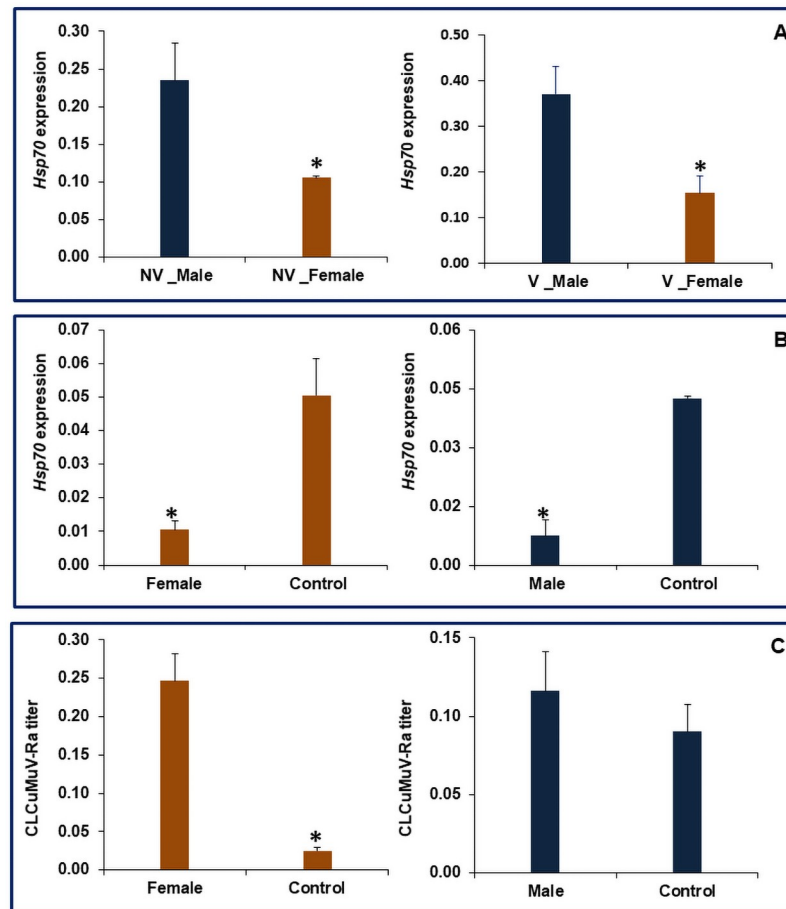 A
Hsp70 expression
0.30
0.25
0.20
0.15
0.10
0.05
0.00
*
NV _Male
NV _Female
Hsp70 expression
0.50
0.40
0.30
0.20
0.10
0.00
*
V _Male
V _Female
B
Hsp70 expression
0.07
0.06
0.05
0.04
0.03
0.02
0.01
0.00
*
Female
Control
Hsp70 expression
0.06
0.05
0.03
0.02
0.00
*
Male
Control
C
CLCuMuV-Ra titer
0.30
0.25
0.20
0.15
0.10
0.05
0.00
*
Female
Control
CLCuMuV-Ra titer
0.15
0.10
0.05
0.00
Male
Control